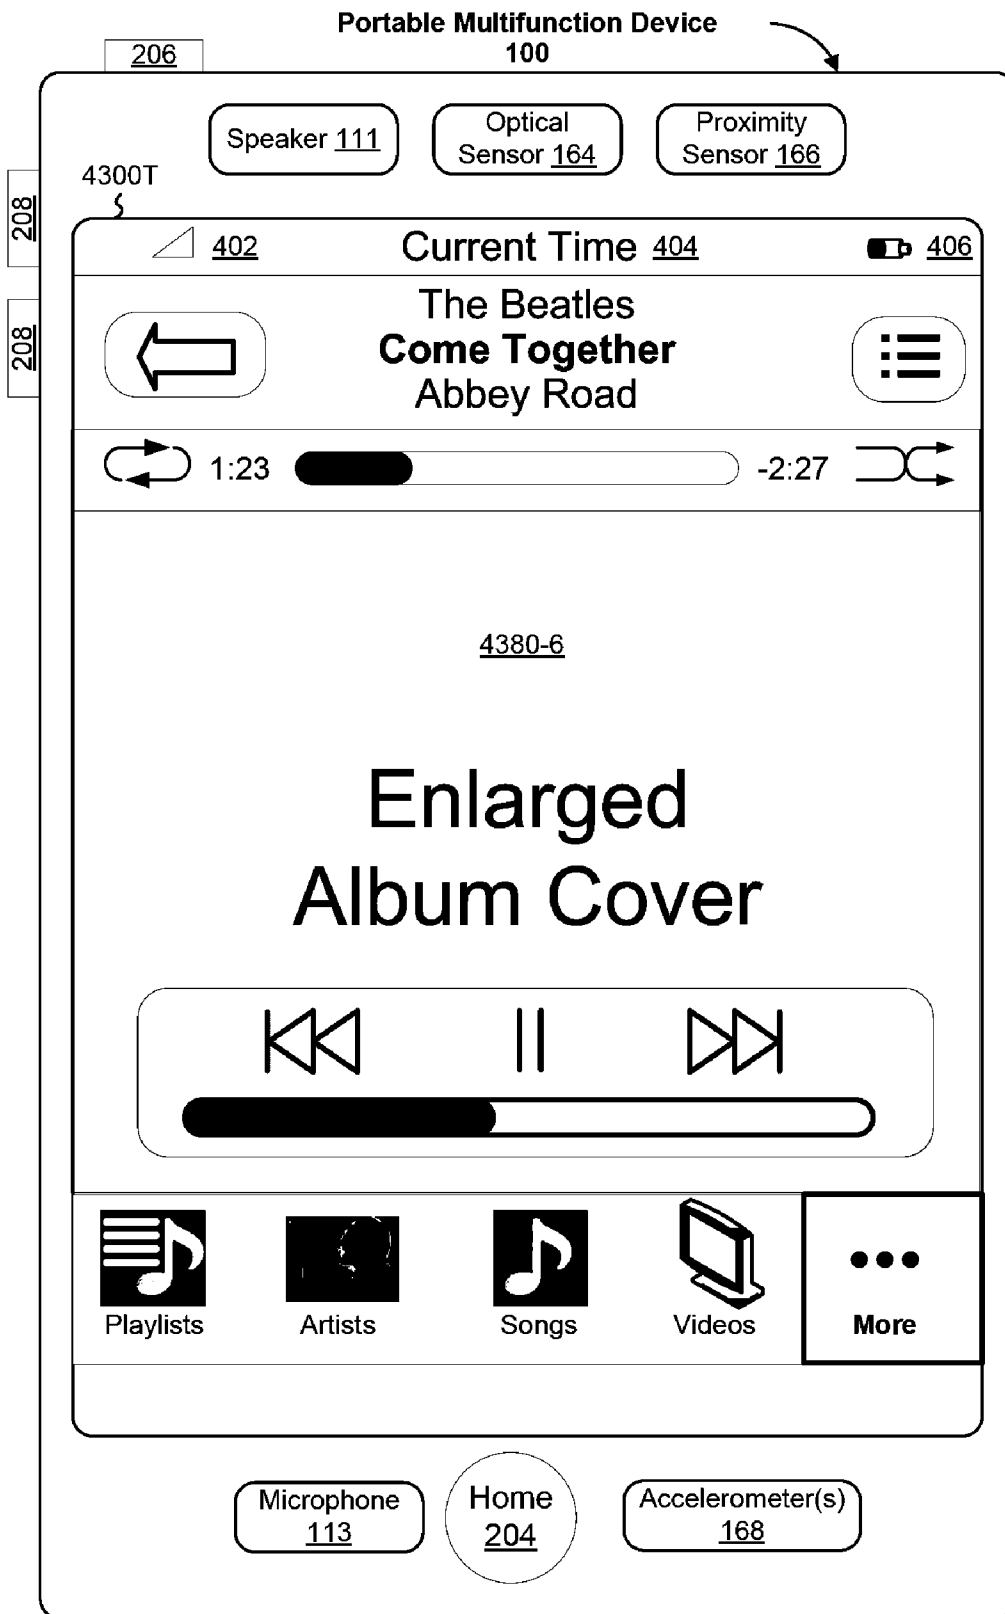 Portable Multifunction Device
100
206
Speaker 111
Optical
Sensor 164
Proximity
Sensor 166
4300T
208
208
402
Current Time 404
406
The Beatles
Come Together
Abbey Road
1:23
-2:27
4380-6
Enlarged
Album Cover
Playlists
Artists
Songs
Videos
More
Microphone
113
Home
204
Accelerometer(s)
168